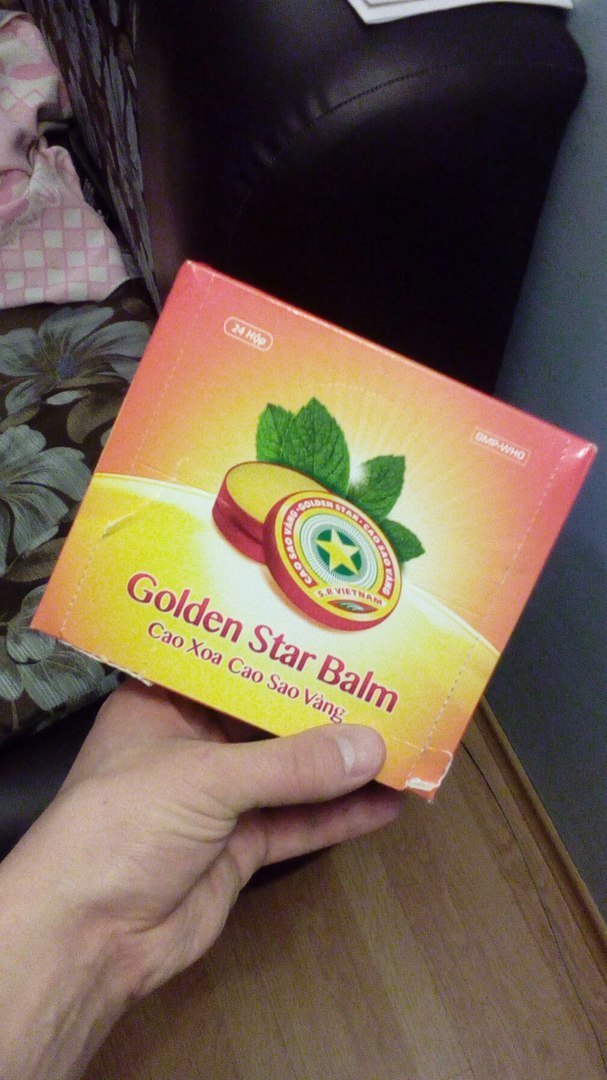 24 HỘP
GMP-WHO
CAO SAO VÀNG · GOLDEN STAR · CAO SAO VÀNG
S.R VIETNAM
Golden Star Balm
Cao Xoa Cao Sao Vàng